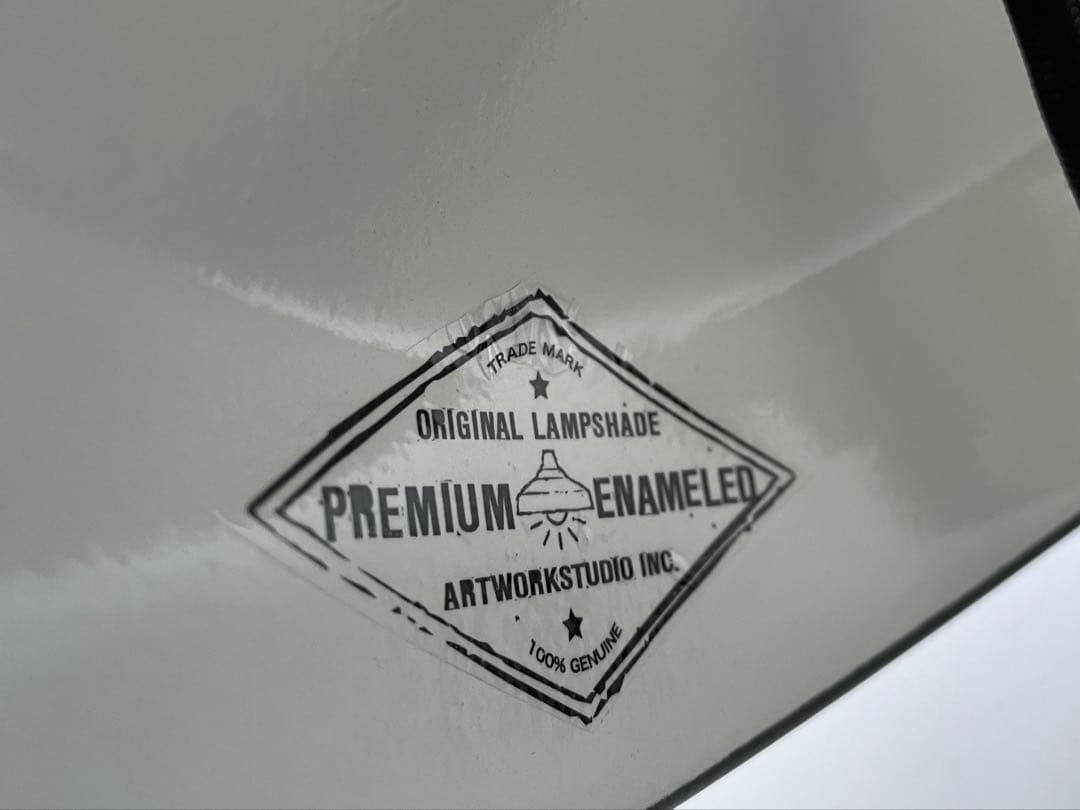 TRADE MARK
ORIGINAL LAMPSHADE
PREMIUM ENAMELED
ARTWORKSTUDIO INC.
100% GENUINE